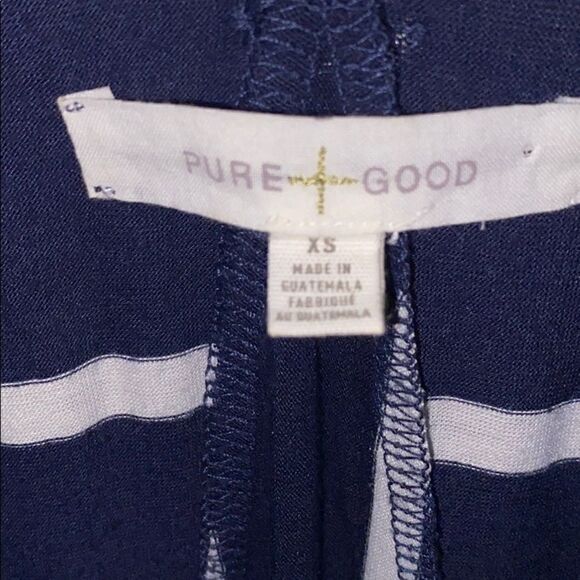 PURE + GOOD
XS
MADE IN
GUATEMALA
FABRIQUÉ
AU GUATEMALA